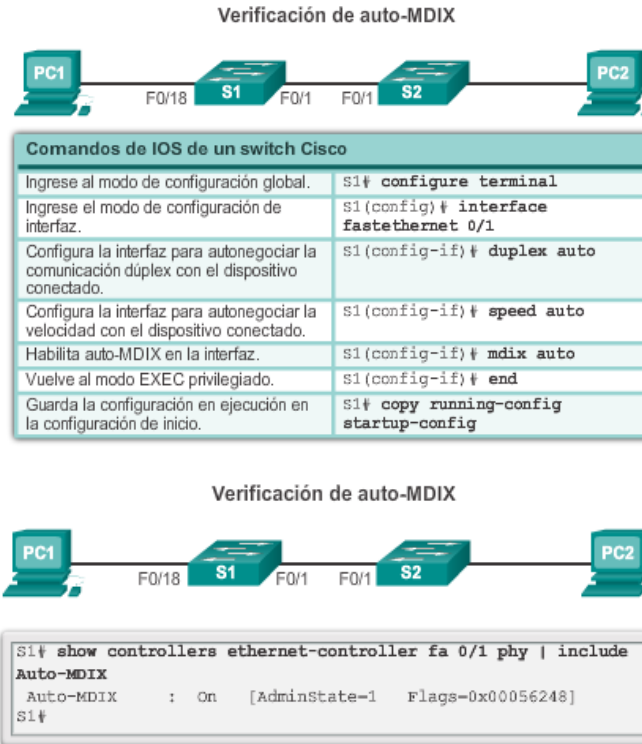 Verificación de auto-MDIX
PC1
F0/18
S1
F0/1
F0/1
S2
PC2
Comandos de IOS de un switch Cisco
Ingrese al modo de configuración global.
S1# configure terminal
Ingrese el modo de configuración de
interfaz.
S1(config)# interface
fastethernet 0/1
Configura la interfaz para autonegociar la
comunicación dúplex con el dispositivo
conectado.
S1(config-if)# duplex auto
Configura la interfaz para autonegociar la
velocidad con el dispositivo conectado.
S1(config-if)# speed auto
Habilita auto-MDIX en la interfaz.
S1(config-if)# mdix auto
Vuelve al modo EXEC privilegiado.
S1(config-if)# end
Guarda la configuración en ejecución en
la configuración de inicio.
S1# copy running-config
startup-config
Verificación de auto-MDIX
PC1
F0/18
S1
F0/1
F0/1
S2
PC2
S1# show controllers ethernet-controller fa 0/1 phy | include
Auto-MDIX
Auto-MDIX : On [AdminState=1 Flags=0x00056248]
S1#